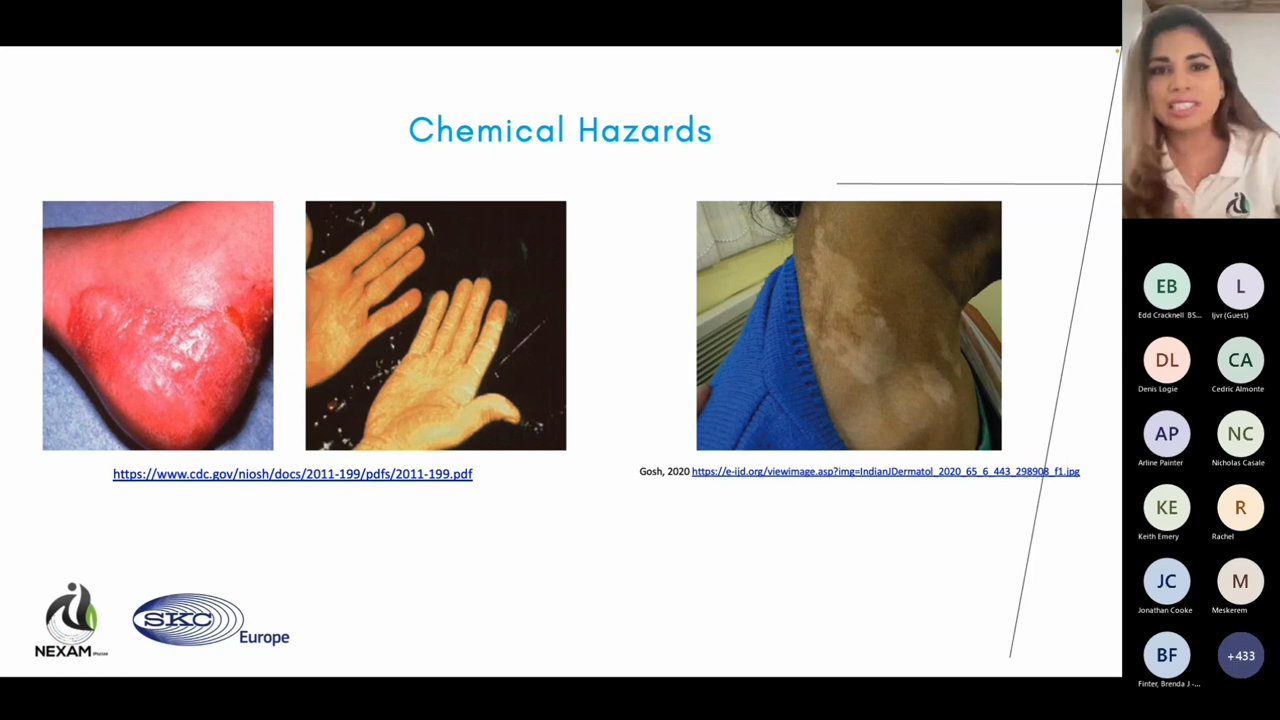 Chemical Hazards
https://www.cdc.gov/niosh/docs/2011-199/pdfs/2011-199.pdf
Gosh, 2020 https://e-ijd.org/viewimage.asp?img=IndianJDermatol_2020_65_6_443_298908_f1.jpg
NEXAM
SKC
Europe
EB
Edd Cracknell BS...
L
ljvr (Guest)
DL
Denis Logie
CA
Cedric Almonte
AP
Arline Painter
NC
Nicholas Casale
KE
Keith Emery
R
Rachel
JC
Jonathan Cooke
M
Meskerem
BF
Finter, Brenda J -...
+433